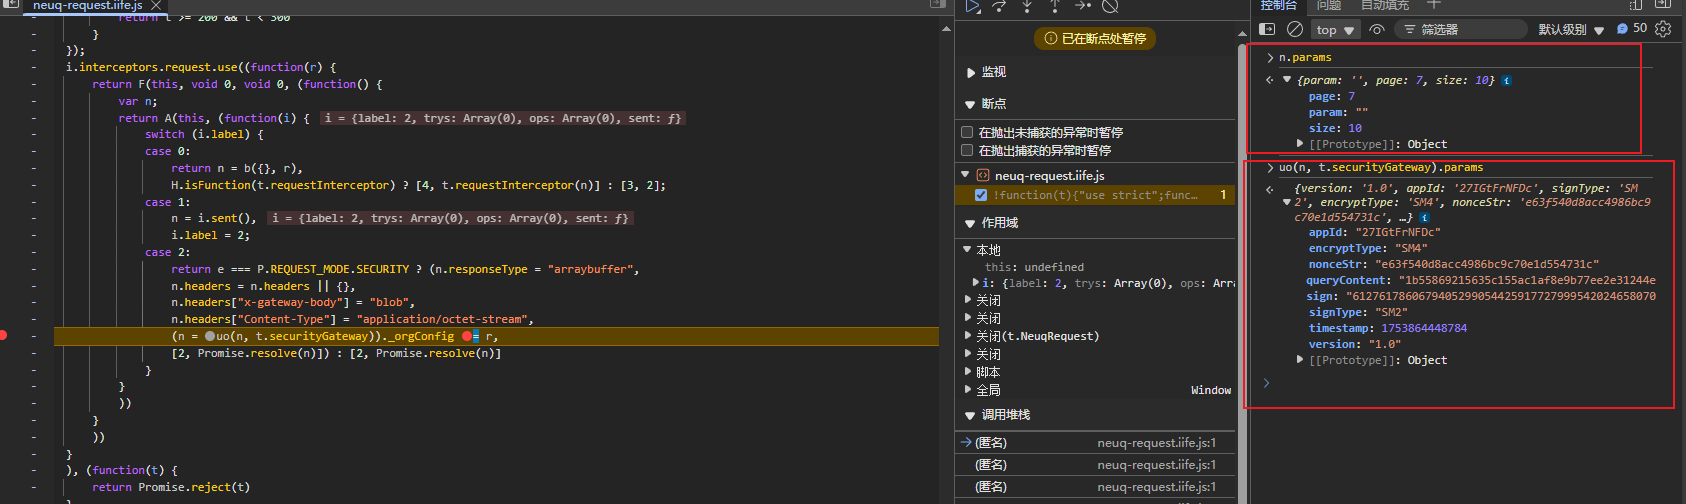 neuq-request.iife.js
return t >= 200 && t < 300
}
});
i.interceptors.request.use((function(r) {
return F(this, void 0, void 0, (function() {
var n;
return A(this, (function(i) { i = {label: 2, trys: Array(0), ops: Array(0), sent: ƒ}
switch (i.label) {
case 0:
return n = b({}, r),
H.isFunction(t.requestInterceptor) ? [4, t.requestInterceptor(n)] : [3, 2];
case 1:
n = i.sent(), i = {label: 2, trys: Array(0), ops: Array(0), sent: ƒ}
i.label = 2;
case 2:
return e === P.REQUEST_MODE.SECURITY ? (n.responseType = "arraybuffer",
n.headers = n.headers || {},
n.headers["x-gateway-body"] = "blob",
n.headers["Content-Type"] = "application/octet-stream",
(n = uo(n, t.securityGateway))._orgConfig = r,
[2, Promise.resolve(n)]) : [2, Promise.resolve(n)]
}
}
))
}
))
}
), (function(t) {
return Promise.reject(t)
已在断点处暂停
监视
断点
在抛出未捕获的异常时暂停
在抛出捕获的异常时暂停
neuq-request.iife.js
!function(t){"use strict";func… 1
作用域
本地
this: undefined
i: {label: 2, trys: Array(0), ops: Arra
关闭
关闭
关闭(t.NeuqRequest)
关闭
脚本
全局 Window
调用堆栈
(匿名) neuq-request.iife.js:1
(匿名) neuq-request.iife.js:1
(匿名) neuq-request.iife.js:1
控制台 问题 自动填充
top 筛选器 默认级别 50
n.params
{param: '', page: 7, size: 10}
page: 7
param: ""
size: 10
[[Prototype]]: Object
uo(n, t.securityGateway).params
{version: '1.0', appId: '27IGtFrNFDc', signType: 'SM
2', encryptType: 'SM4', nonceStr: 'e63f540d8acc4986bc9
c70e1d554731c', …}
appId: "27IGtFrNFDc"
encryptType: "SM4"
nonceStr: "e63f540d8acc4986bc9c70e1d554731c"
queryContent: "1b55869215635c155ac1af8e9b77ee2e31244e
sign: "61276178606794052990544259177279995420246580​70
signType: "SM2"
timestamp: 1753864448784
version: "1.0"
[[Prototype]]: Object